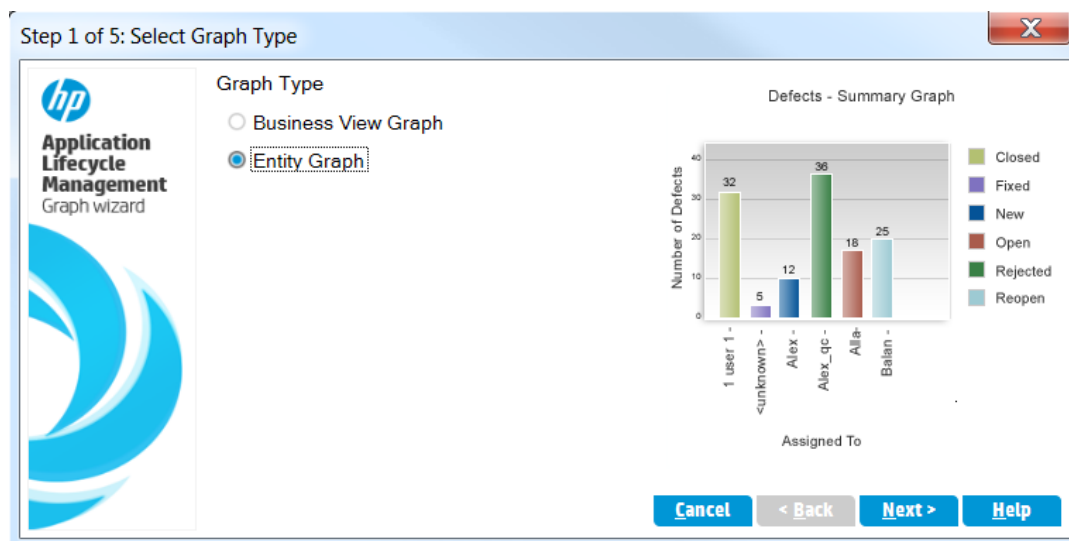 Step 1 of 5: Select Graph Type
X
hp
Application
Lifecycle
Management
Graph wizard
Graph Type
Business View Graph
Entity Graph
Defects - Summary Graph
Number of Defects
40
30
20
10
0
32
5
12
36
18
25
1 user 1 -
<unknown> -
Alex -
Alex_qc -
Alla-
Balan -
Assigned To
Closed
Fixed
New
Open
Rejected
Reopen
Cancel
< Back
Next >
Help